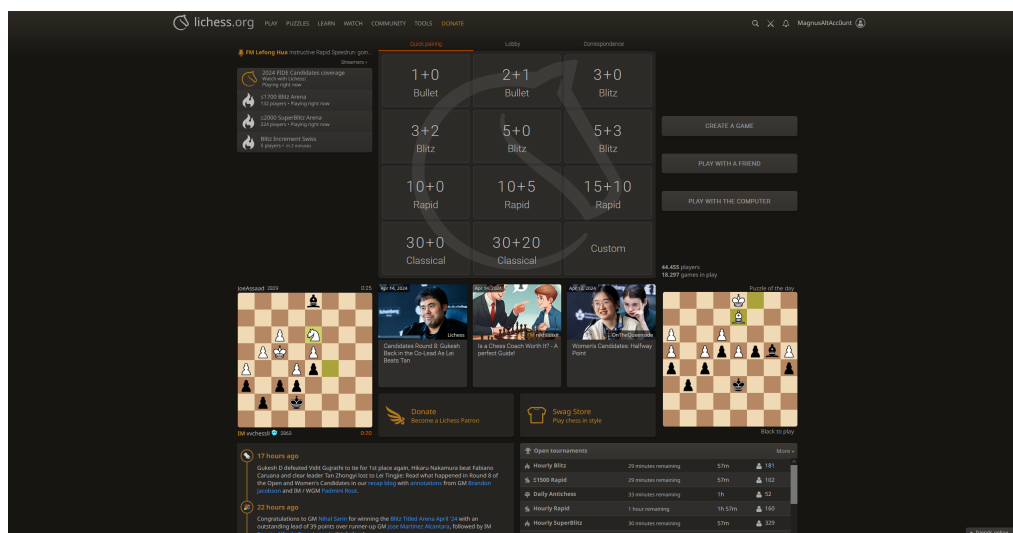 lichess.org PLAY PUZZLES LEARN WATCH COMMUNITY TOOLS DONATE
MagnusAltAcc0unt
FM Lefong Hua Instructive Rapid Speedrun: goin...
Streamers »
2024 FIDE Candidates coverage
Watch with Lichess!
Playing right now
≤1700 Blitz Arena
132 players • Playing right now
≤2000 SuperBlitz Arena
224 players • Playing right now
Blitz Increment Swiss
5 players • in 2 minutes
Quick pairing Lobby Correspondence
1+0 2+1 3+0
Bullet Bullet Blitz
3+2 5+0 5+3
Blitz Blitz Blitz
10+0 10+5 15+10
Rapid Rapid Rapid
30+0 30+20 Custom
Classical Classical
CREATE A GAME
PLAY WITH A FRIEND
PLAY WITH THE COMPUTER
44.455 players
18.297 games in play
JoeAssaad 2809 0:25
IM vvchessli 2863 0:20
Apr 14, 2024
Lichess
Candidates Round 8: Gukesh
Back in the Co-Lead As Lei
Beats Tan
Apr 14, 2024
Is a Chess Coach Worth It? - A
perfect Guide!
Apr 13, 2024
On The Queenside
Women's Candidates: Halfway
Point
Puzzle of the day
Black to play
Donate
Become a Lichess Patron
Swag Store
Play chess in style
17 hours ago
Gukesh D defeated Vidit Gujrathi to tie for 1st place again, Hikaru Nakamura beat Fabiano
Caruana and clear leader Tan Zhongyi lost to Lei Tingjie: Read what happened in Round 8 of
the Open and Women's Candidates in our recap blog with annotations from GM Brandon
Jacobson and IM / WGM Padmini Rout.
22 hours ago
Congratulations to GM Nihal Sarin for winning the Blitz Titled Arena April '24 with an
outstanding lead of 39 points over runner-up GM Jose Martinez Alcantara, followed by IM
Open tournaments More »
Hourly Blitz 29 minutes remaining 57m 181
≤1500 Rapid 29 minutes remaining 57m 102
Daily Antichess 33 minutes remaining 1h 52
Hourly Rapid 1 hour remaining 1h 57m 160
Hourly SuperBlitz 30 minutes remaining 57m 329
friends online